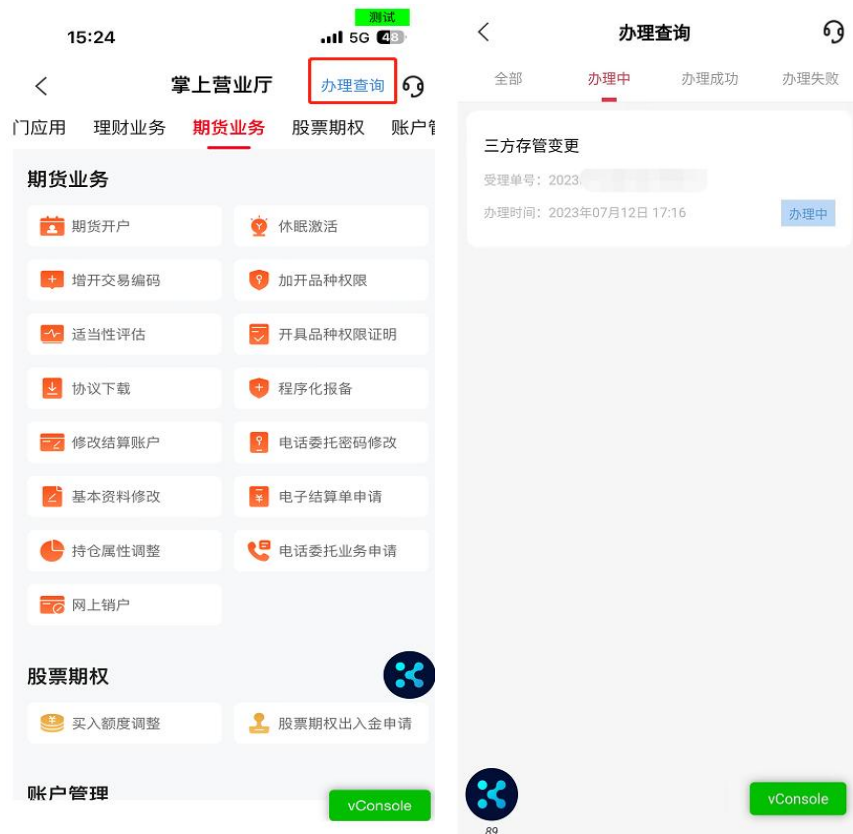 测试
15:24
5G 48
掌上营业厅
办理查询
门应用 理财业务 期货业务 股票期权 账户管
期货业务
期货开户
休眠激活
增开交易编码
加开品种权限
适当性评估
开具品种权限证明
协议下载
程序化报备
修改结算账户
电话委托密码修改
基本资料修改
电子结算单申请
持仓属性调整
电话委托业务申请
网上销户
股票期权
买入额度调整
股票期权出入金申请
账户管理
vConsole
办理查询
全部 办理中 办理成功 办理失败
三方存管变更
受理单号：2023
办理时间：2023年07月12日 17:16
办理中
vConsole
89